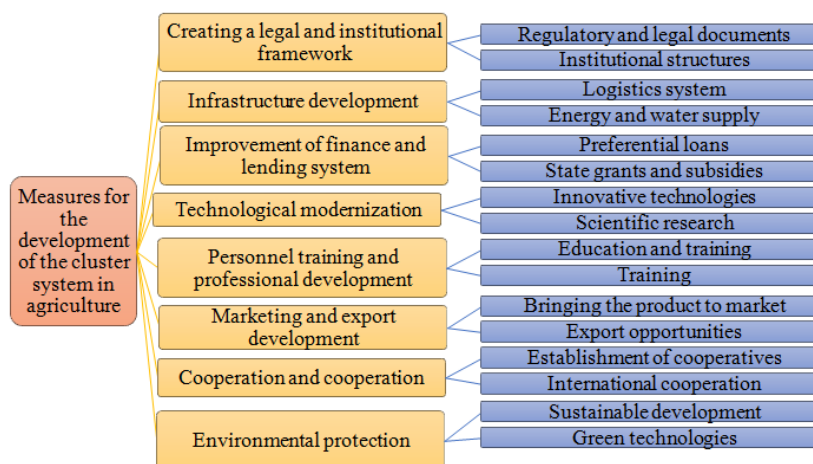 Measures for
the
development
of the cluster
system in
agriculture
Creating a legal and institutional
framework
Regulatory and legal documents
Institutional structures
Infrastructure development
Logistics system
Energy and water supply
Improvement of finance and
lending system
Preferential loans
State grants and subsidies
Technological modernization
Innovative technologies
Scientific research
Personnel training and
professional development
Education and training
Training
Marketing and export
development
Bringing the product to market
Export opportunities
Cooperation and cooperation
Establishment of cooperatives
International cooperation
Environmental protection
Sustainable development
Green technologies